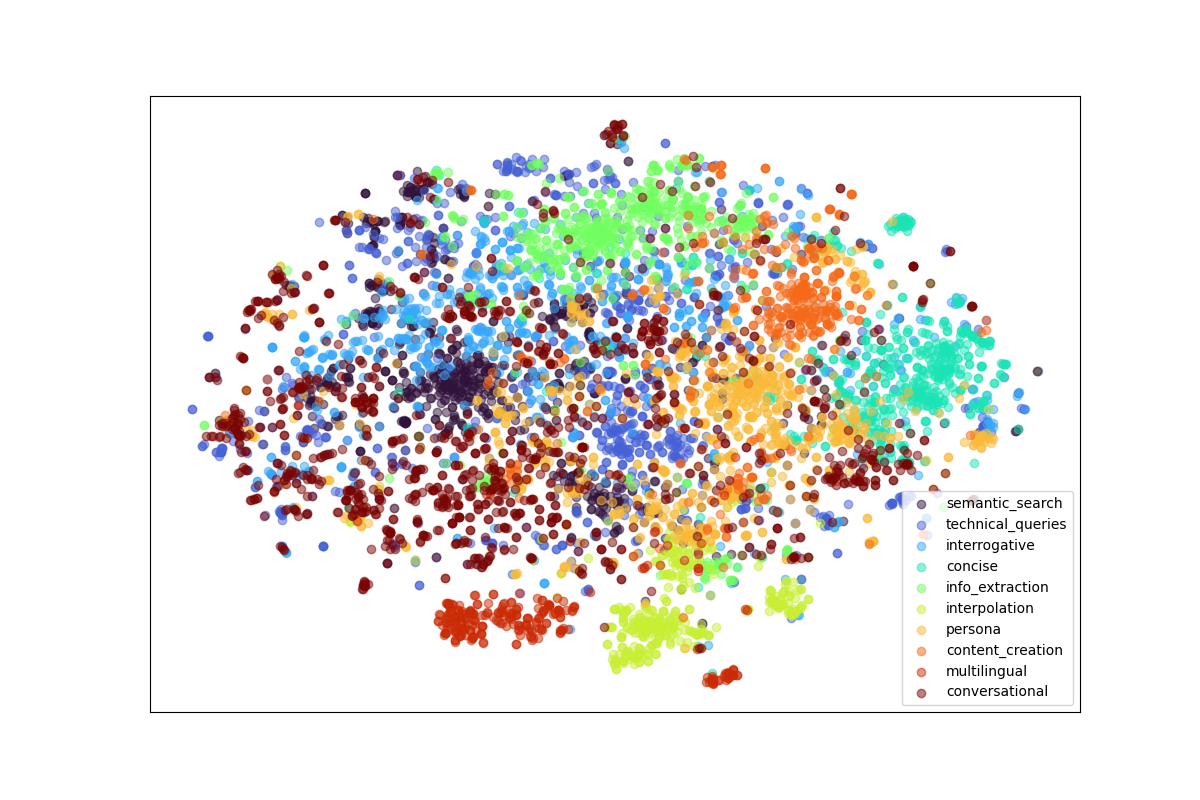 semantic_search
technical_queries
interrogative
concise
info_extraction
interpolation
persona
content_creation
multilingual
conversational